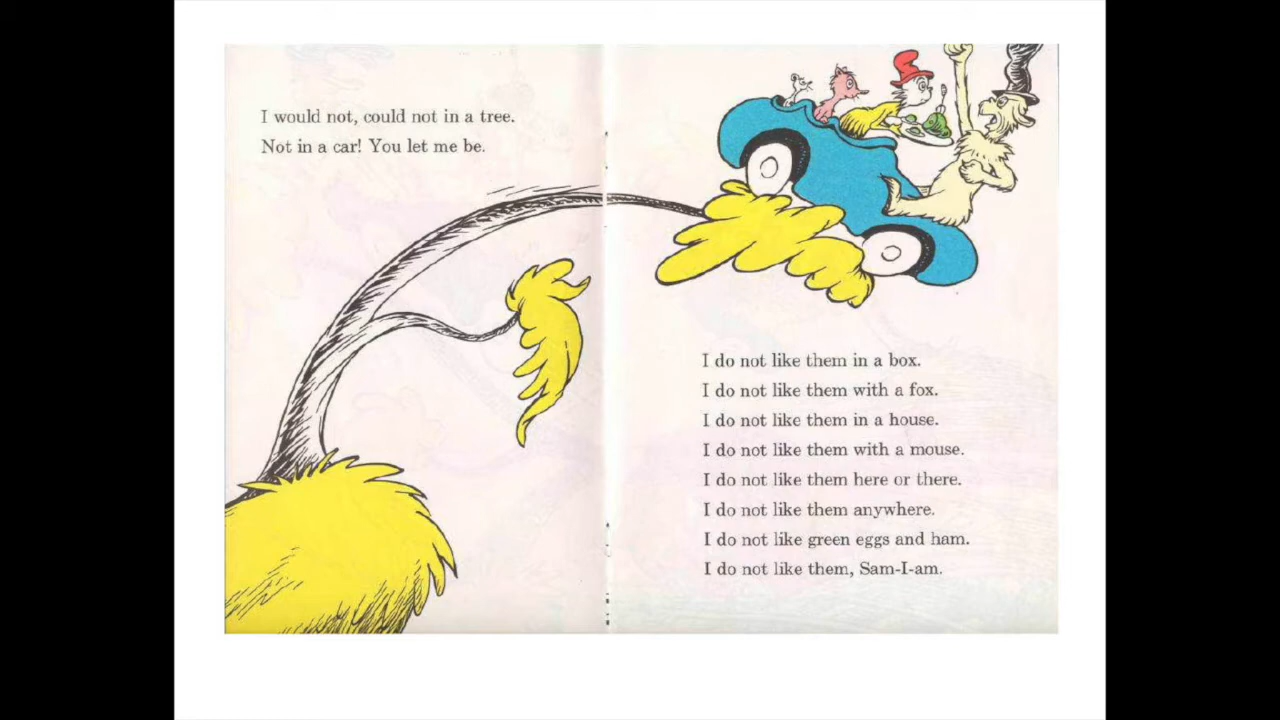 I would not, could not in a tree.
Not in a car! You let me be.
I do not like them in a box.
I do not like them with a fox.
I do not like them in a house.
I do not like them with a mouse.
I do not like them here or there.
I do not like them anywhere.
I do not like green eggs and ham.
I do not like them, Sam-I-am.